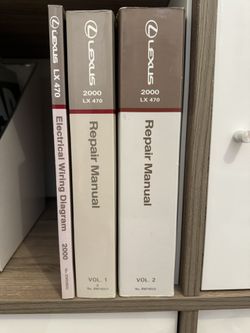 LEXUS
LX 470
Electrical Wiring Diagram
2000
LEXUS
2000
LX 470
Repair Manual
VOL. 1
LEXUS
2000
LX 470
Repair Manual
VOL. 2